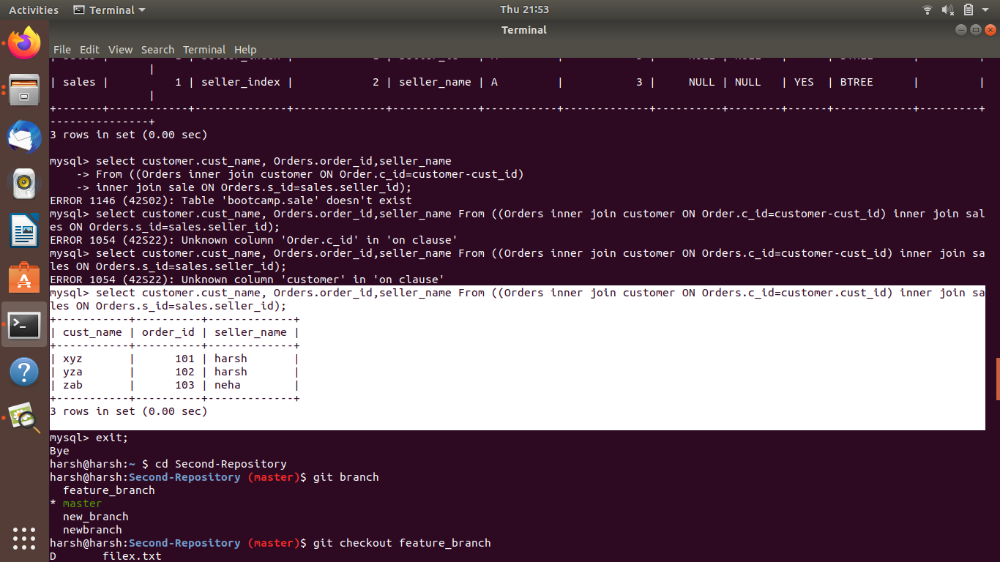 Activities Terminal Thu 21:53
Terminal
File Edit View Search Terminal Help
|
| sales | 1 | seller_index | 2 | seller_name | A | 3 | NULL | NULL | YES | BTREE | |
|
+-------+------------+--------------+--------------+-------------+-----------+-------------+----------+--------+------+------------+---------+
---------------+
3 rows in set (0.00 sec)
mysql> select customer.cust_name, Orders.order_id,seller_name
-> From ((Orders inner join customer ON Order.c_id=customer-cust_id)
-> inner join sale ON Orders.s_id=sales.seller_id);
ERROR 1146 (42S02): Table 'bootcamp.sale' doesn't exist
mysql> select customer.cust_name, Orders.order_id,seller_name From ((Orders inner join customer ON Order.c_id=customer-cust_id) inner join sal
es ON Orders.s_id=sales.seller_id);
ERROR 1054 (42S22): Unknown column 'Order.c_id' in 'on clause'
mysql> select customer.cust_name, Orders.order_id,seller_name From ((Orders inner join customer ON Orders.c_id=customer-cust_id) inner join sa
les ON Orders.s_id=sales.seller_id);
ERROR 1054 (42S22): Unknown column 'customer' in 'on clause'
mysql> select customer.cust_name, Orders.order_id,seller_name From ((Orders inner join customer ON Orders.c_id=customer.cust_id) inner join sa
les ON Orders.s_id=sales.seller_id);
+-----------+----------+-------------+
| cust_name | order_id | seller_name |
+-----------+----------+-------------+
| xyz | 101 | harsh |
| yza | 102 | harsh |
| zab | 103 | neha |
+-----------+----------+-------------+
3 rows in set (0.00 sec)
mysql> exit;
Bye
harsh@harsh:~ $ cd Second-Repository
harsh@harsh:Second-Repository (master)$ git branch
feature_branch
* master
new_branch
newbranch
harsh@harsh:Second-Repository (master)$ git checkout feature_branch
D filex.txt